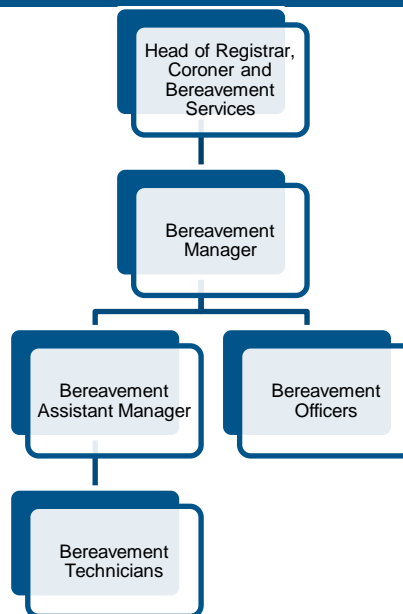 Head of Registrar,
Coroner and
Bereavement
Services
Bereavement
Manager
Bereavement
Assistant Manager
Bereavement
Officers
Bereavement
Technicians